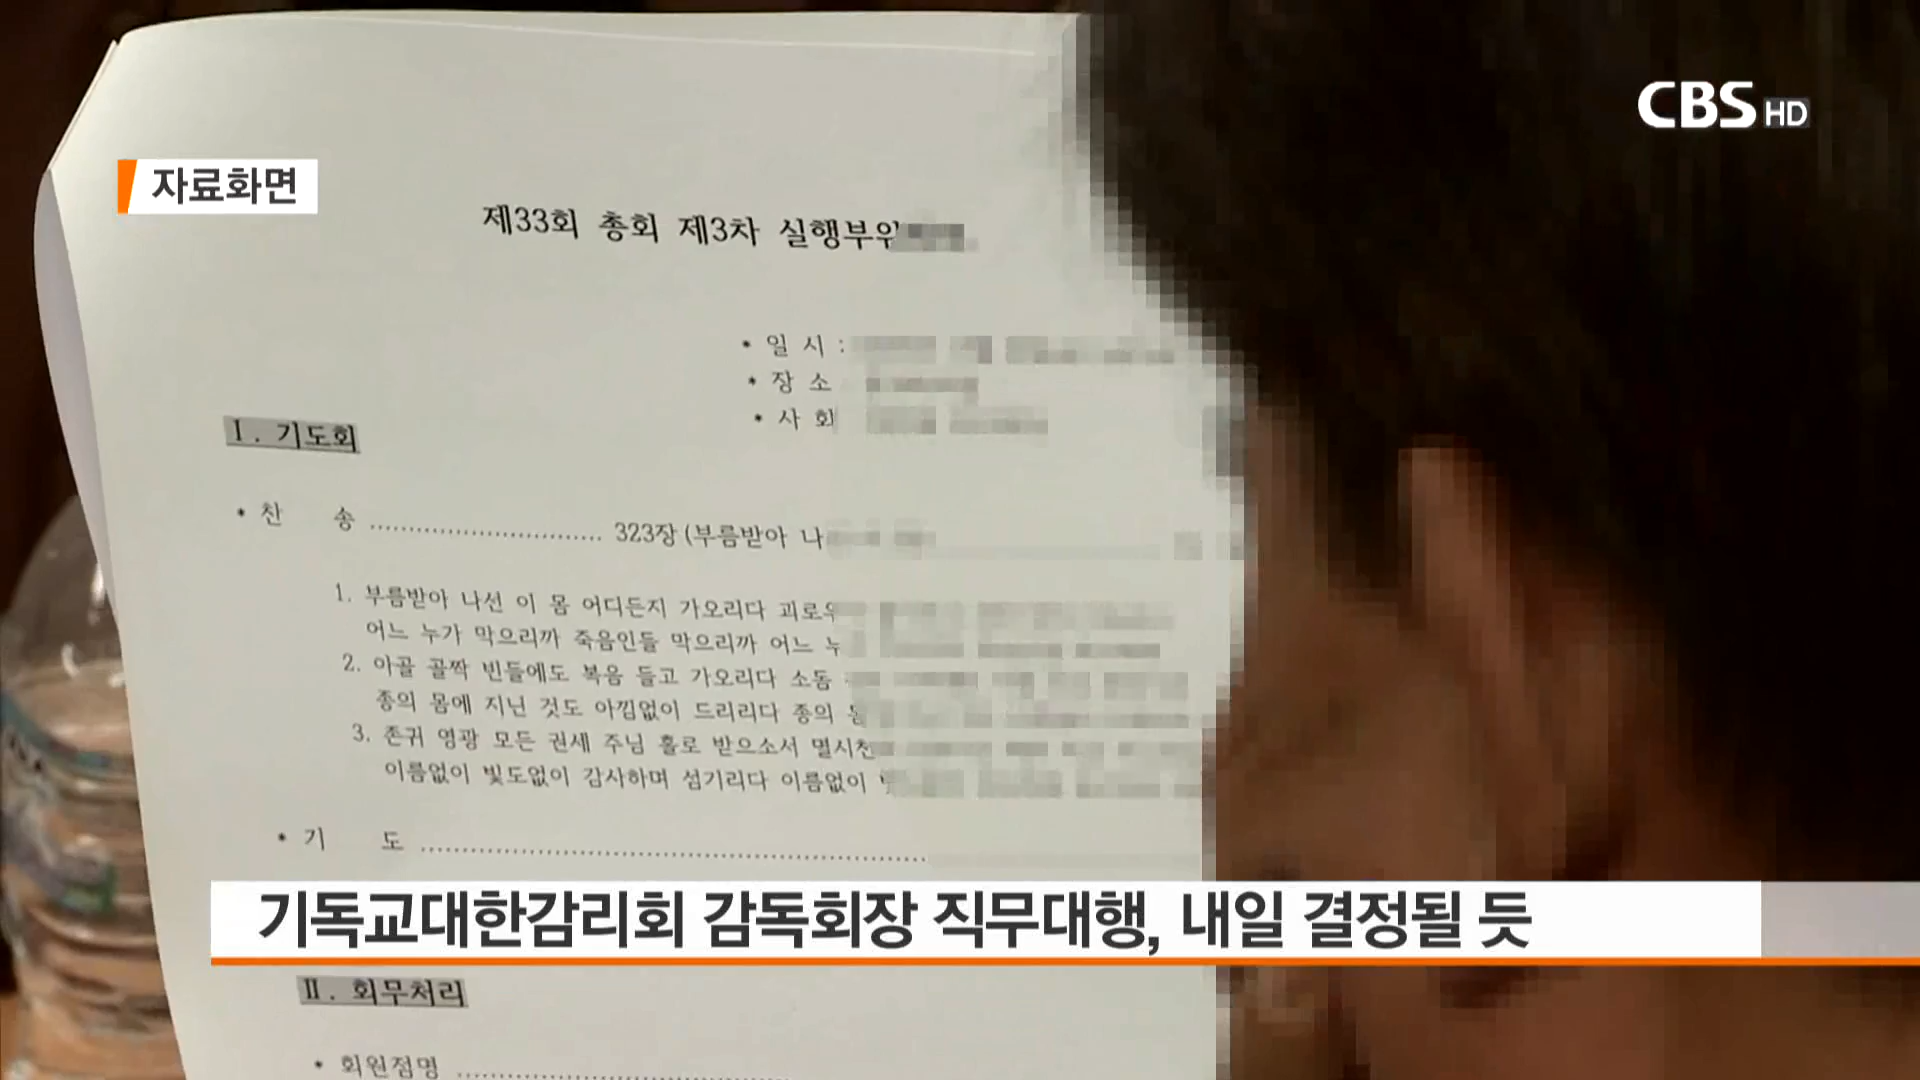 CBS HD
자료화면
제33회 총회 제3차 실행부위
* 일 시 :
* 장 소
* 사 회
Ⅰ. 기도회
* 찬 송 .............................. 323장 (부름받아 나
1. 부름받아 나선 이 몸 어디든지 가오리다 괴로우
어느 누가 막으리까 죽음인들 막으리까 어느 누
2. 아골 골짝 빈들에도 복음 들고 가오리다 소돔
종의 몸에 지닌 것도 아낌없이 드리리다 종의
3. 존귀 영광 모든 권세 주님 홀로 받으소서 멸시천
이름없이 빛도없이 감사하며 섬기리다 이름없이
* 기 도 ..................................................
기독교대한감리회 감독회장 직무대행, 내일 결정될 듯
Ⅱ. 회무처리
* 회원점명 ..................................